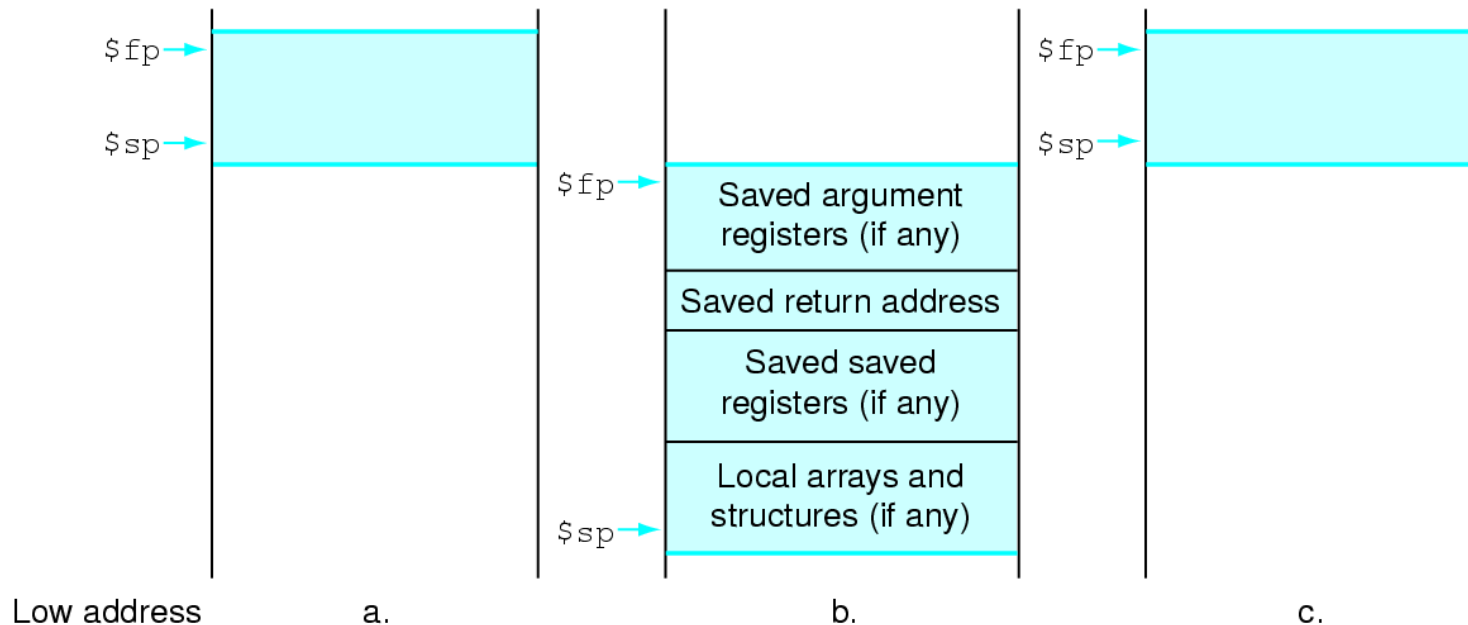 $fp
$sp
$fp
Saved argument
registers (if any)
Saved return address
Saved saved
registers (if any)
Local arrays and
structures (if any)
$sp
$fp
$sp
Low address
a.
b.
c.